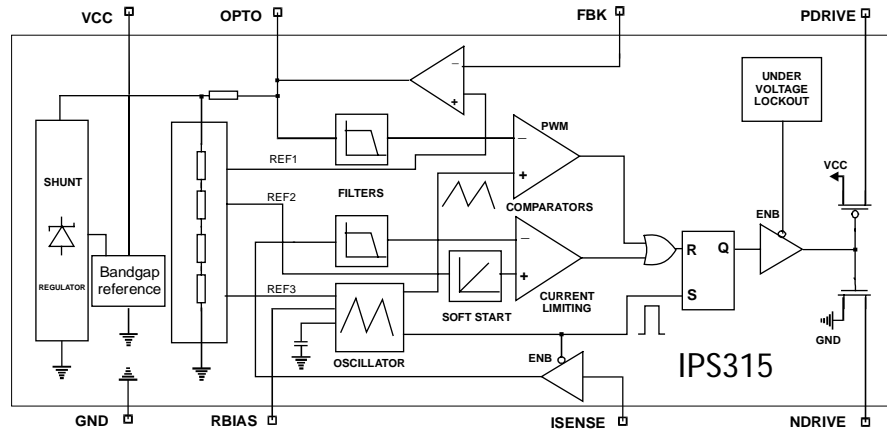 VCC
OPTO
FBK
PDRIVE
UNDER
VOLTAGE
LOCKOUT
PWM
REF1
SHUNT
REF2
FILTERS
COMPARATORS
VCC
ENB
R
Q
Bandgap
reference
REGULATOR
REF3
S
SOFT START
CURRENT
LIMITING
GND
OSCILLATOR
ENB
IPS315
GND
RBIAS
ISENSE
NDRIVE